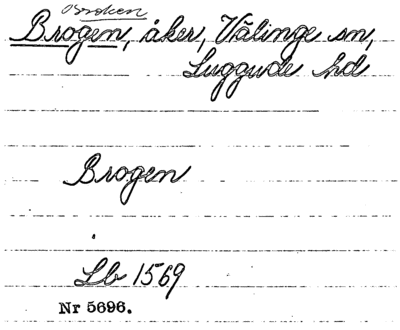 Broken
Brogen, åker, Välinge sn,
Luggude hd
Brogen
Lb 1569
Nr 5696.